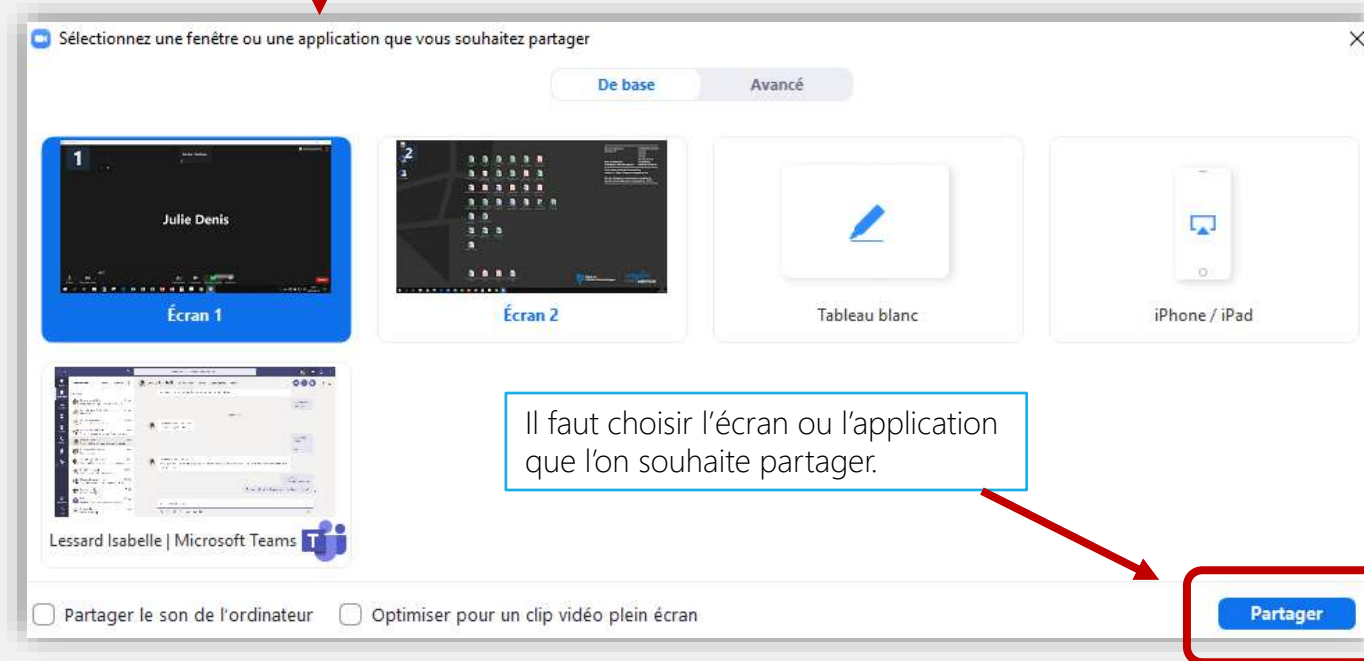 Sélectionnez une fenêtre ou une application que vous souhaitez partager
De base
Avancé
1
Julie Denis
Écran 1
2
Écran 2
Tableau blanc
iPhone / iPad
Lessard Isabelle | Microsoft Teams
T
Il faut choisir l’écran ou l’application
que l’on souhaite partager.
Partager le son de l'ordinateur
Optimiser pour un clip vidéo plein écran
Partager